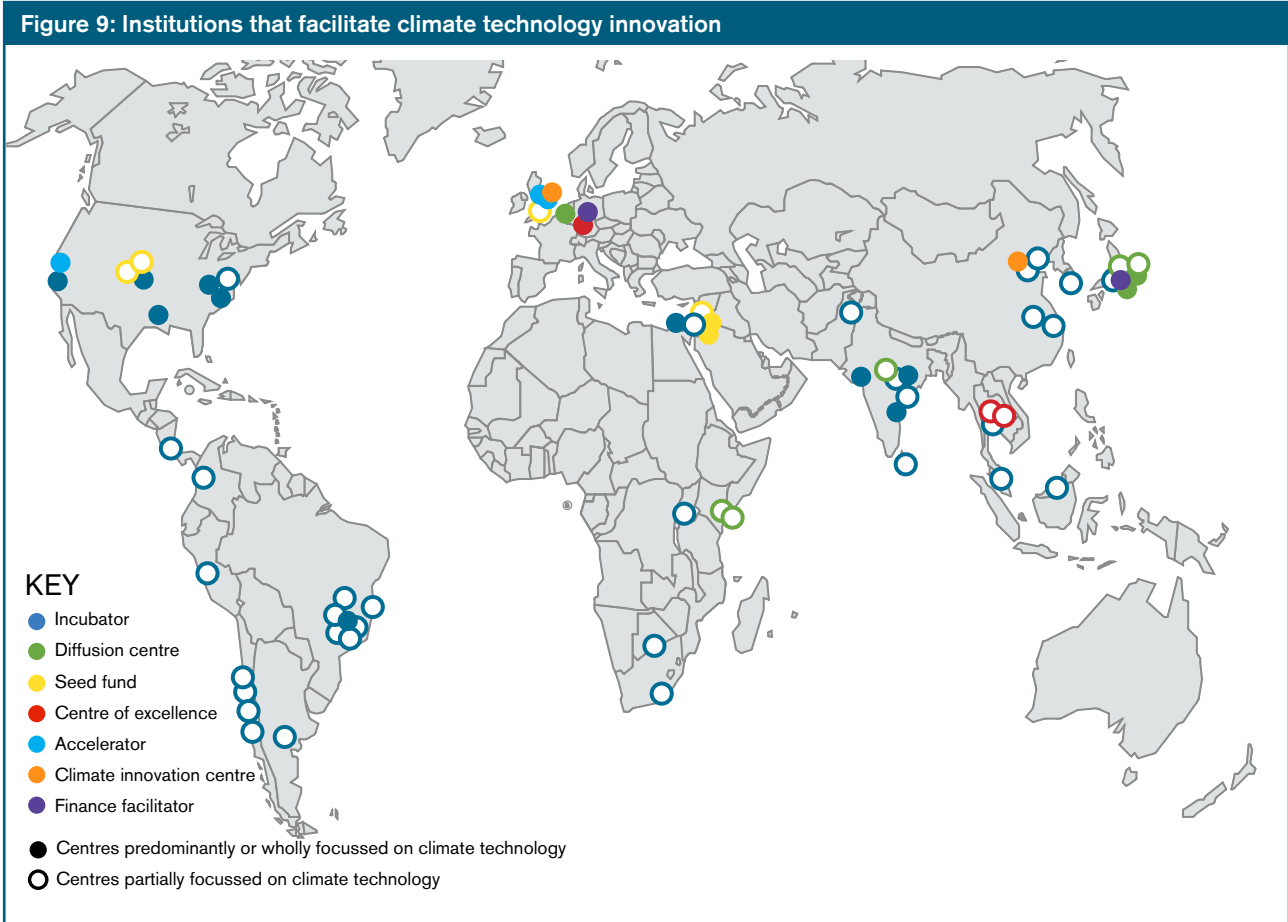 Figure 9: Institutions that facilitate climate technology innovation
KEY
Incubator
Diffusion centre
Seed fund
Centre of excellence
Accelerator
Climate innovation centre
Finance facilitator
Centres predominantly or wholly focussed on climate technology
Centres partially focussed on climate technology